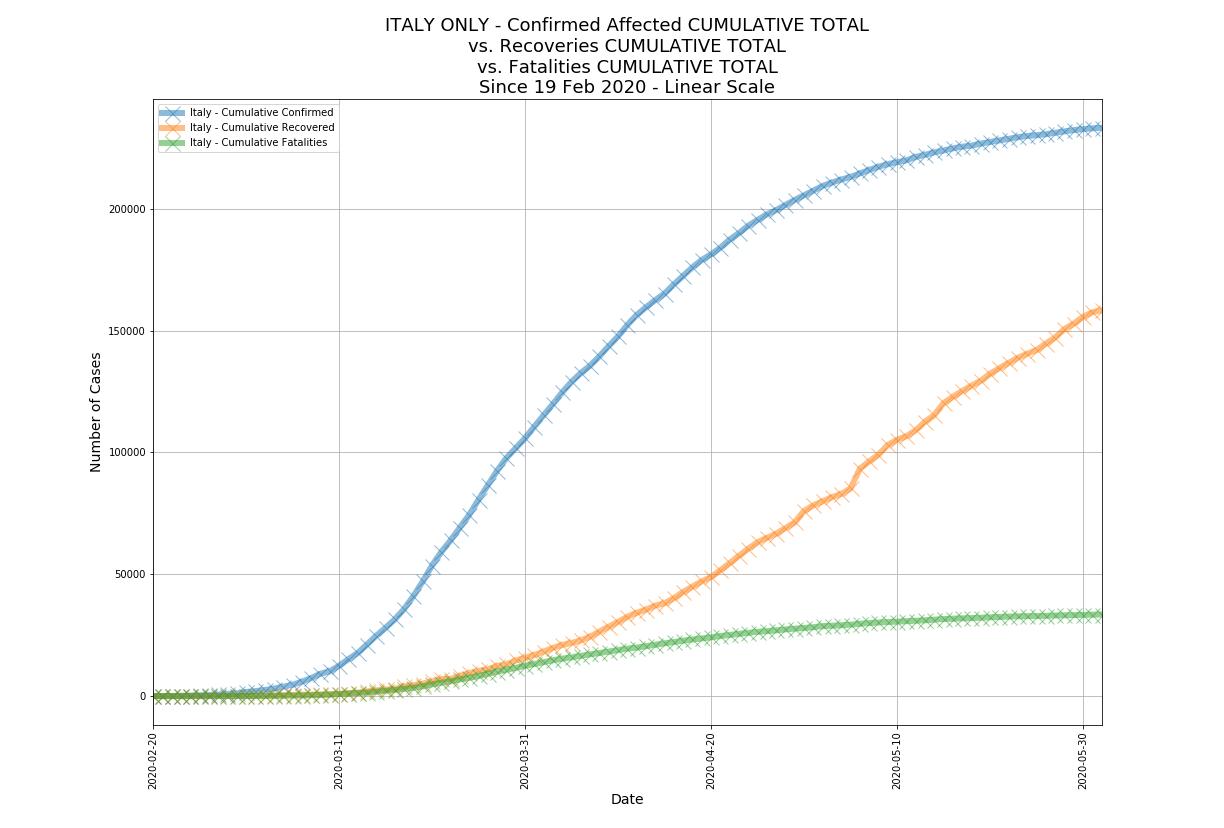 ITALY ONLY - Confirmed Affected CUMULATIVE TOTAL
vs. Recoveries CUMULATIVE TOTAL
vs. Fatalities CUMULATIVE TOTAL
Since 19 Feb 2020 - Linear Scale
Italy - Cumulative Confirmed
Italy - Cumulative Recovered
Italy - Cumulative Fatalities
Number of Cases
200000
150000
100000
50000
0
2020-02-20
2020-03-11
2020-03-31
2020-04-20
2020-05-10
2020-05-30
Date